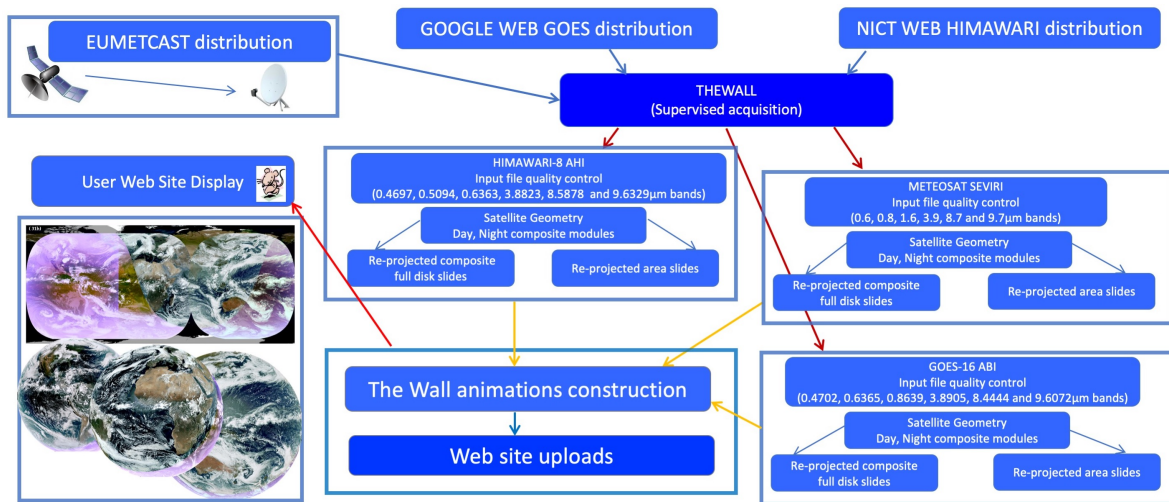 EUMETCAST distribution
GOOGLE WEB GOES distribution
NICT WEB HIMAWARI distribution
THEWALL
(Supervised acquisition)
User Web Site Display
HIMAWARI-8 AHI
Input file quality control
(0.4697, 0.5094, 0.6363, 3.8823, 8.5878 and 9.6329µm bands)
Satellite Geometry
Day, Night composite modules
Re-projected composite
full disk slides
Re-projected area slides
METEOSAT SEVIRI
Input file quality control
(0.6, 0.8, 1.6, 3.9, 8.7 and 9.7µm bands)
Satellite Geometry
Day, Night composite modules
Re-projected composite
full disk slides
Re-projected area slides
The Wall animations construction
Web site uploads
GOES-16 ABI
Input file quality control
(0.4702, 0.6365, 0.8639, 3.8905, 8.4444 and 9.6072µm bands)
Satellite Geometry
Day, Night composite modules
Re-projected composite
full disk slides
Re-projected area slides